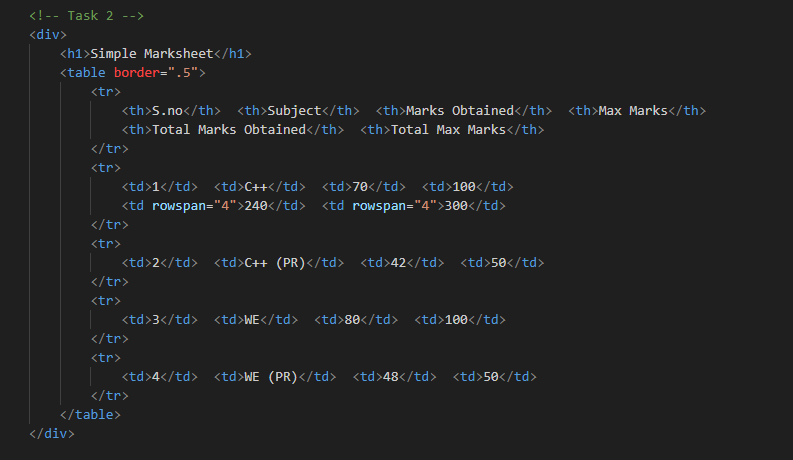 <!-- Task 2 -->
<div>
    <h1>Simple Marksheet</h1>
    <table border=".5">
        <tr>
            <th>S.no</th>  <th>Subject</th>  <th>Marks Obtained</th>  <th>Max Marks</th>
            <th>Total Marks Obtained</th>  <th>Total Max Marks</th>
        </tr>
        <tr>
            <td>1</td>  <td>C++</td>  <td>70</td>  <td>100</td>
            <td rowspan="4">240</td>  <td rowspan="4">300</td>
        </tr>
        <tr>
            <td>2</td>  <td>C++ (PR)</td>  <td>42</td>  <td>50</td>
        </tr>
        <tr>
            <td>3</td>  <td>WE</td>  <td>80</td>  <td>100</td>
        </tr>
        <tr>
            <td>4</td>  <td>WE (PR)</td>  <td>48</td>  <td>50</td>
        </tr>
    </table>
</div>